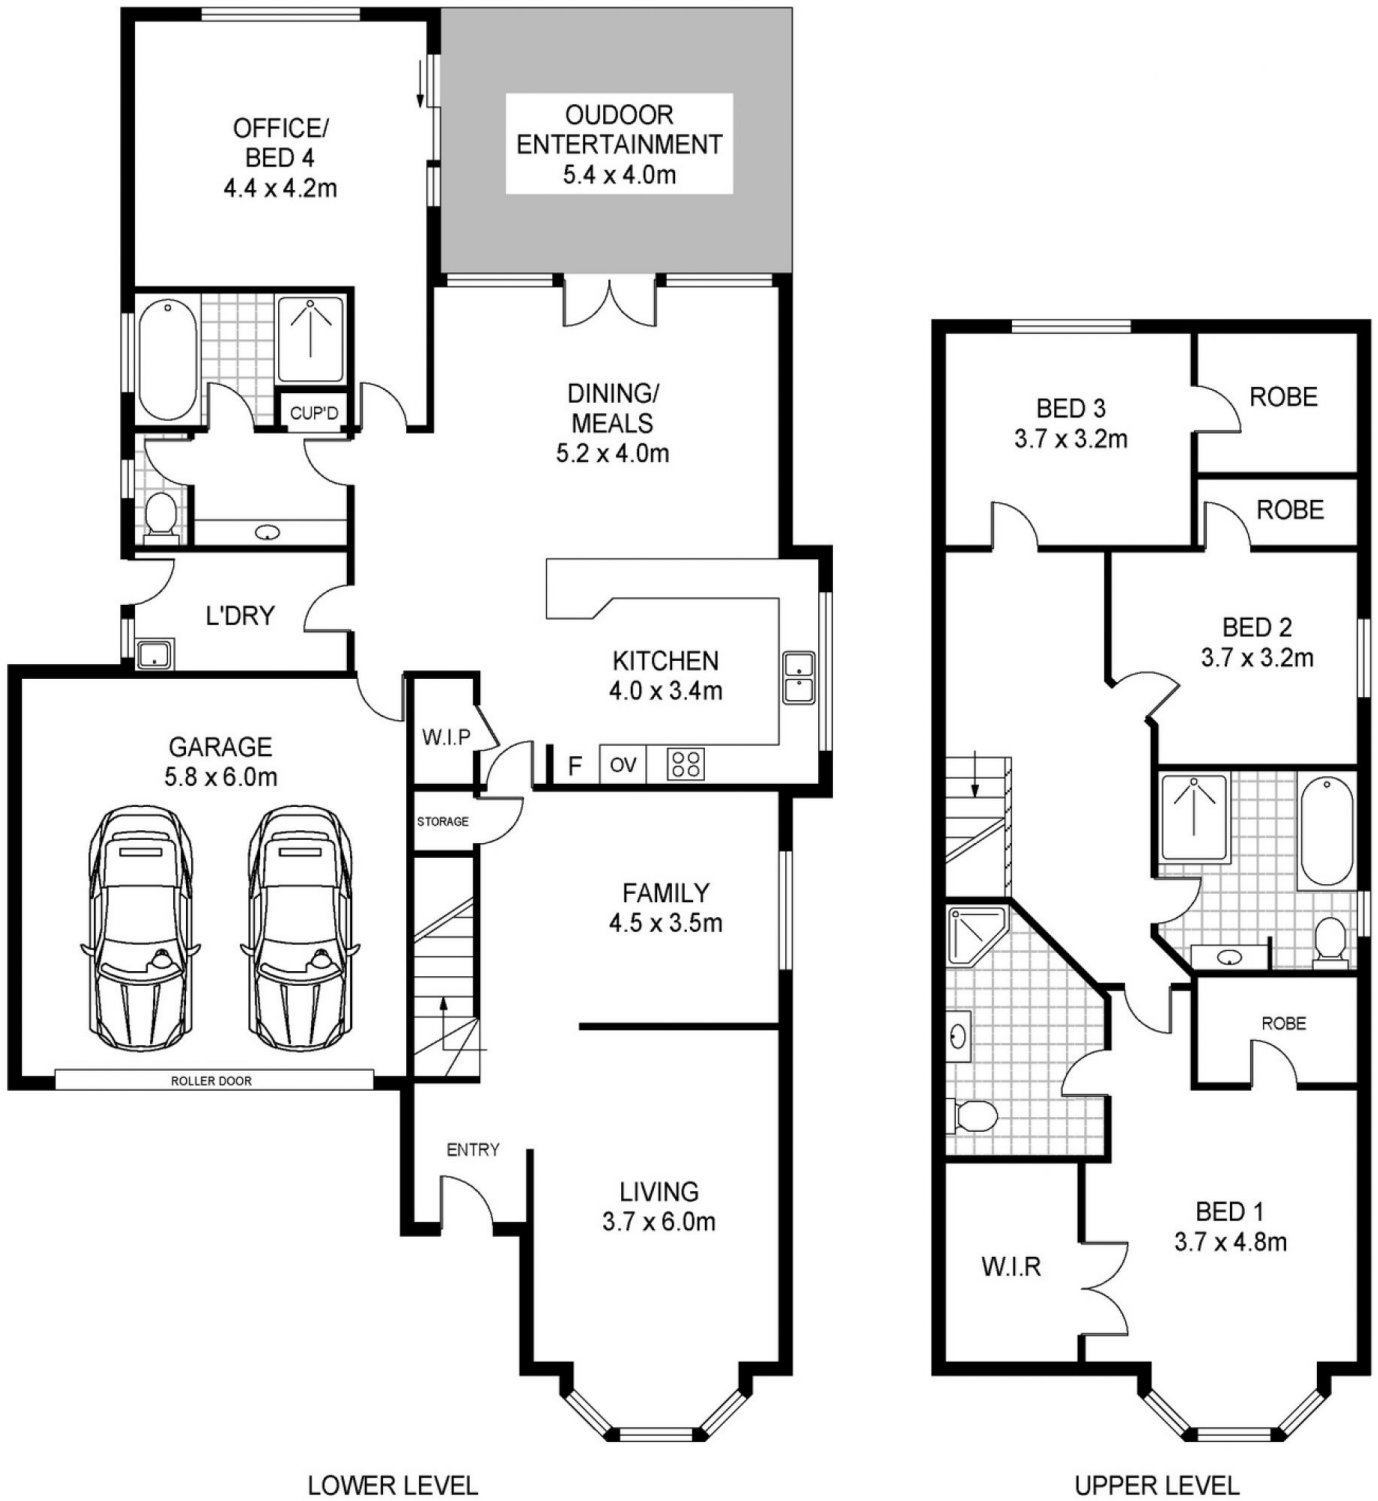 OFFICE/
BED 4
4.4 x 4.2m
OUDOOR
ENTERTAINMENT
5.4 x 4.0m
CUP'D
DINING/
MEALS
5.2 x 4.0m
L'DRY
KITCHEN
4.0 x 3.4m
W.I.P
F
OV
GARAGE
5.8 x 6.0m
STORAGE
FAMILY
4.5 x 3.5m
ROLLER DOOR
ENTRY
LIVING
3.7 x 6.0m
LOWER LEVEL
BED 3
3.7 x 3.2m
ROBE
ROBE
BED 2
3.7 x 3.2m
ROBE
BED 1
3.7 x 4.8m
W.I.R
UPPER LEVEL